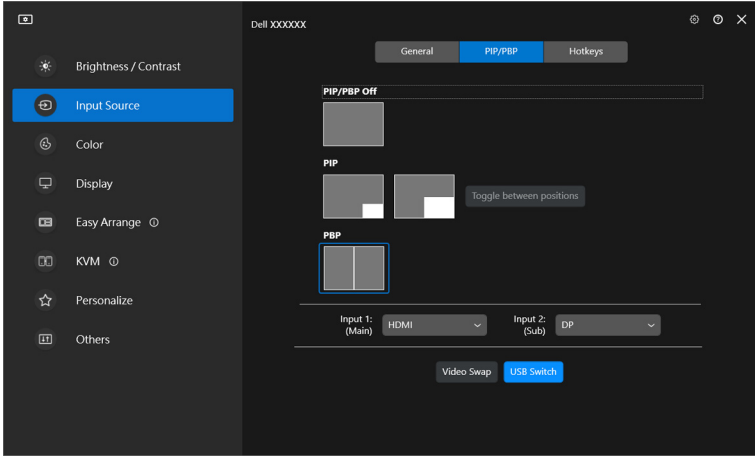 Dell XXXXXX
Brightness / Contrast
Input Source
Color
Display
Easy Arrange
KVM
Personalize
Others
General
PIP/PBP
Hotkeys
PIP/PBP Off
PIP
Toggle between positions
PBP
Input 1:
(Main)
HDMI
Input 2:
(Sub)
DP
Video Swap
USB Switch